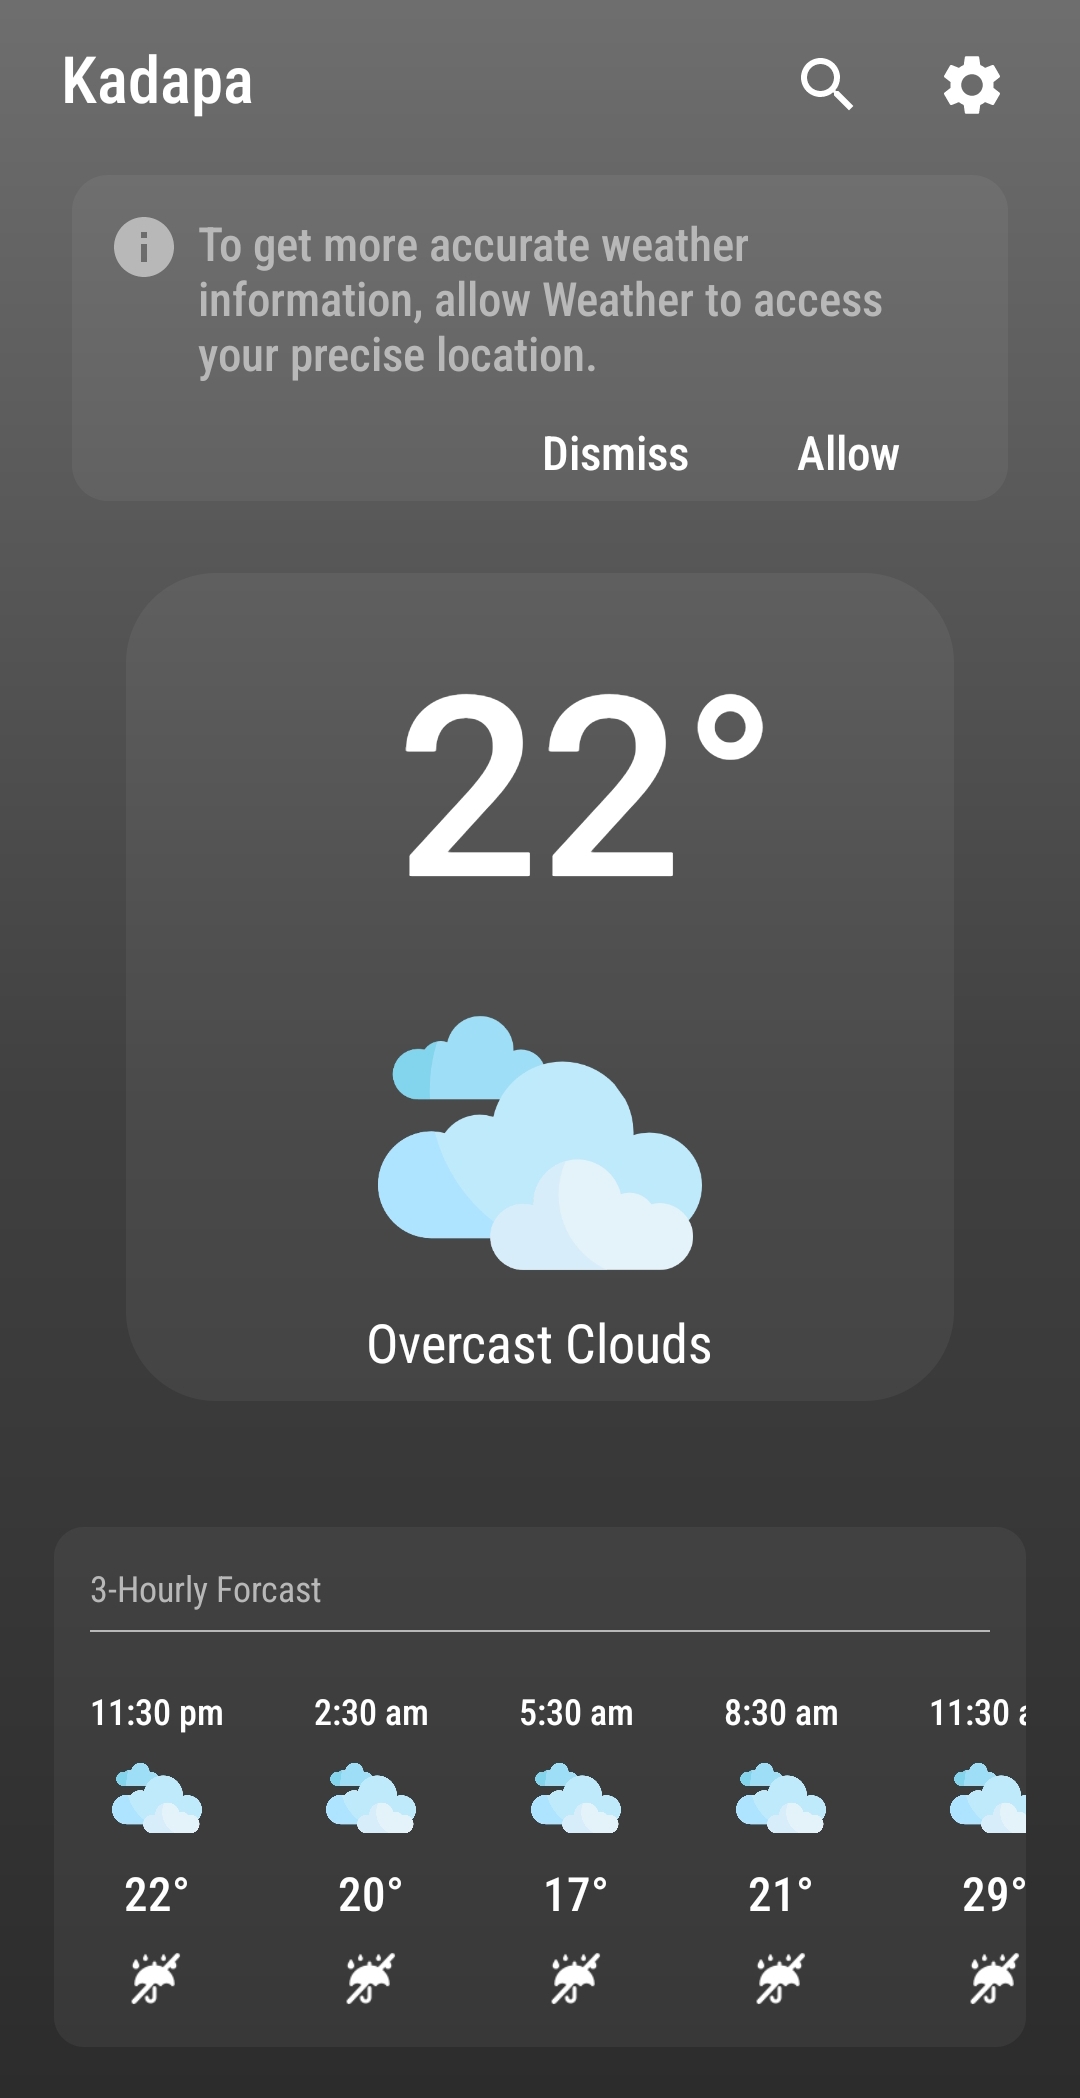 Kadapa
To get more accurate weather
information, allow Weather to access
your precise location.
Dismiss Allow
22°
Overcast Clouds
3-Hourly Forcast
11:30 pm 2:30 am 5:30 am 8:30 am 11:30
22° 20° 17° 21° 29°